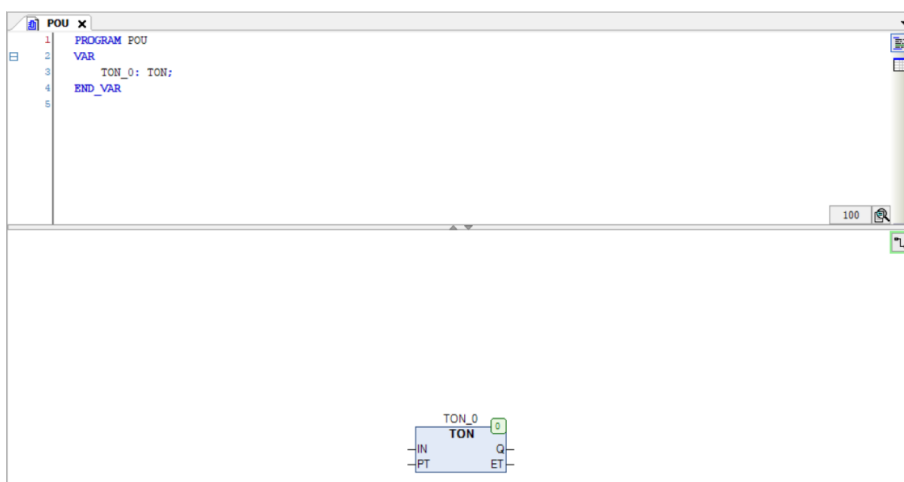 POU
1 PROGRAM POU
2 VAR
3 TON_0: TON;
4 END_VAR
5
100
TON_0
0
TON
IN Q
PT ET